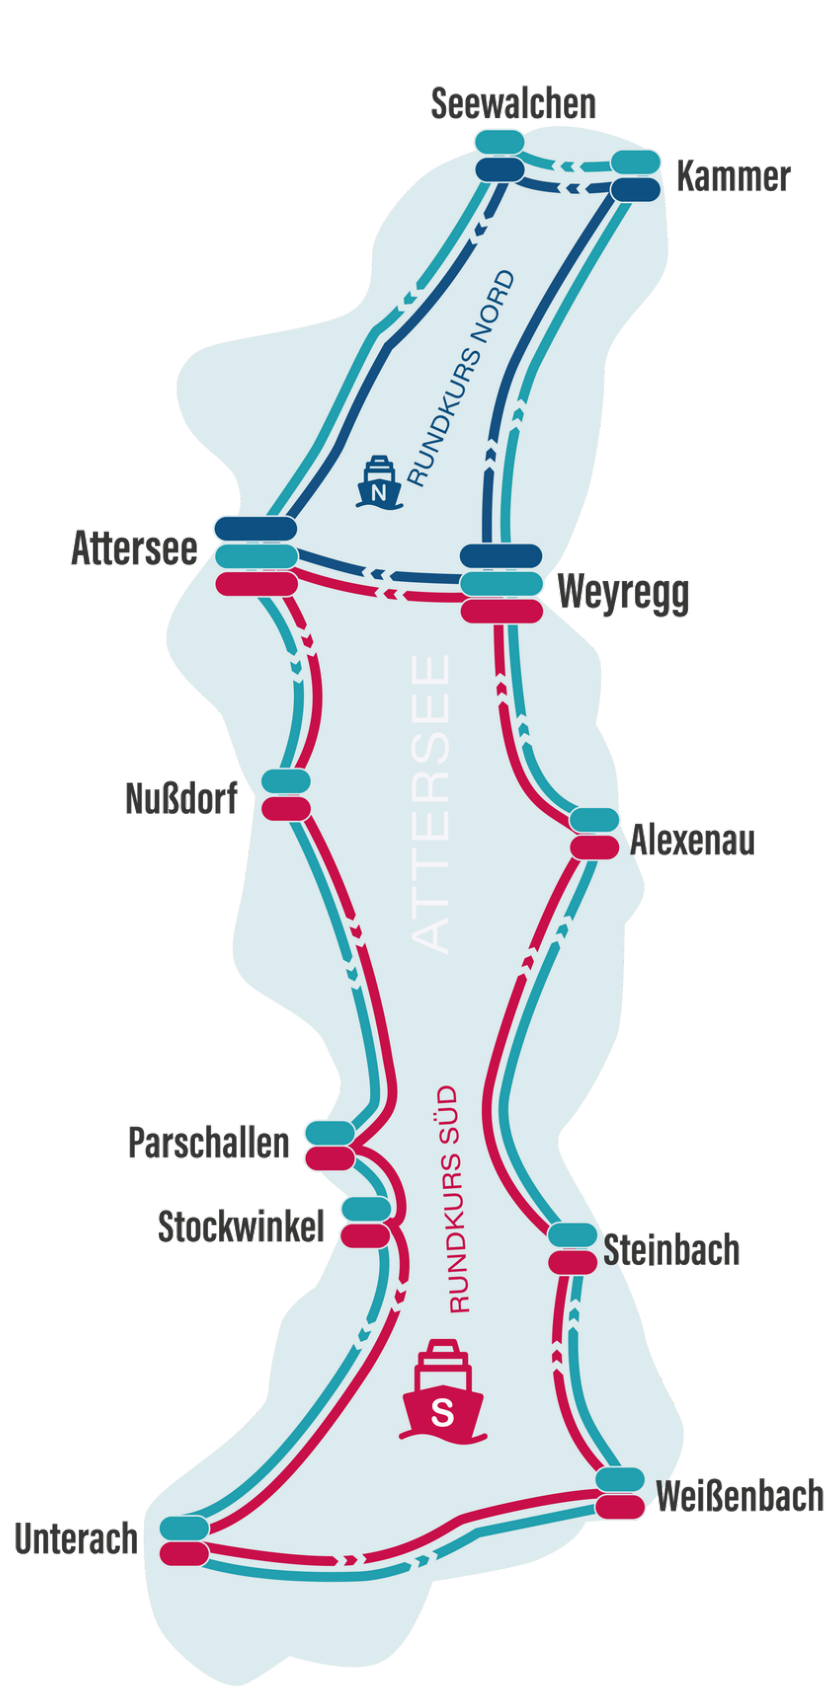 Seewalchen
Kammer
RUNDKURS NORD
N
Attersee
Weyregg
ATTERSEE
Nußdorf
Alexenau
RUNDKURS SÜD
Parschallen
Stockwinkel
Steinbach
S
Weißenbach
Unterach